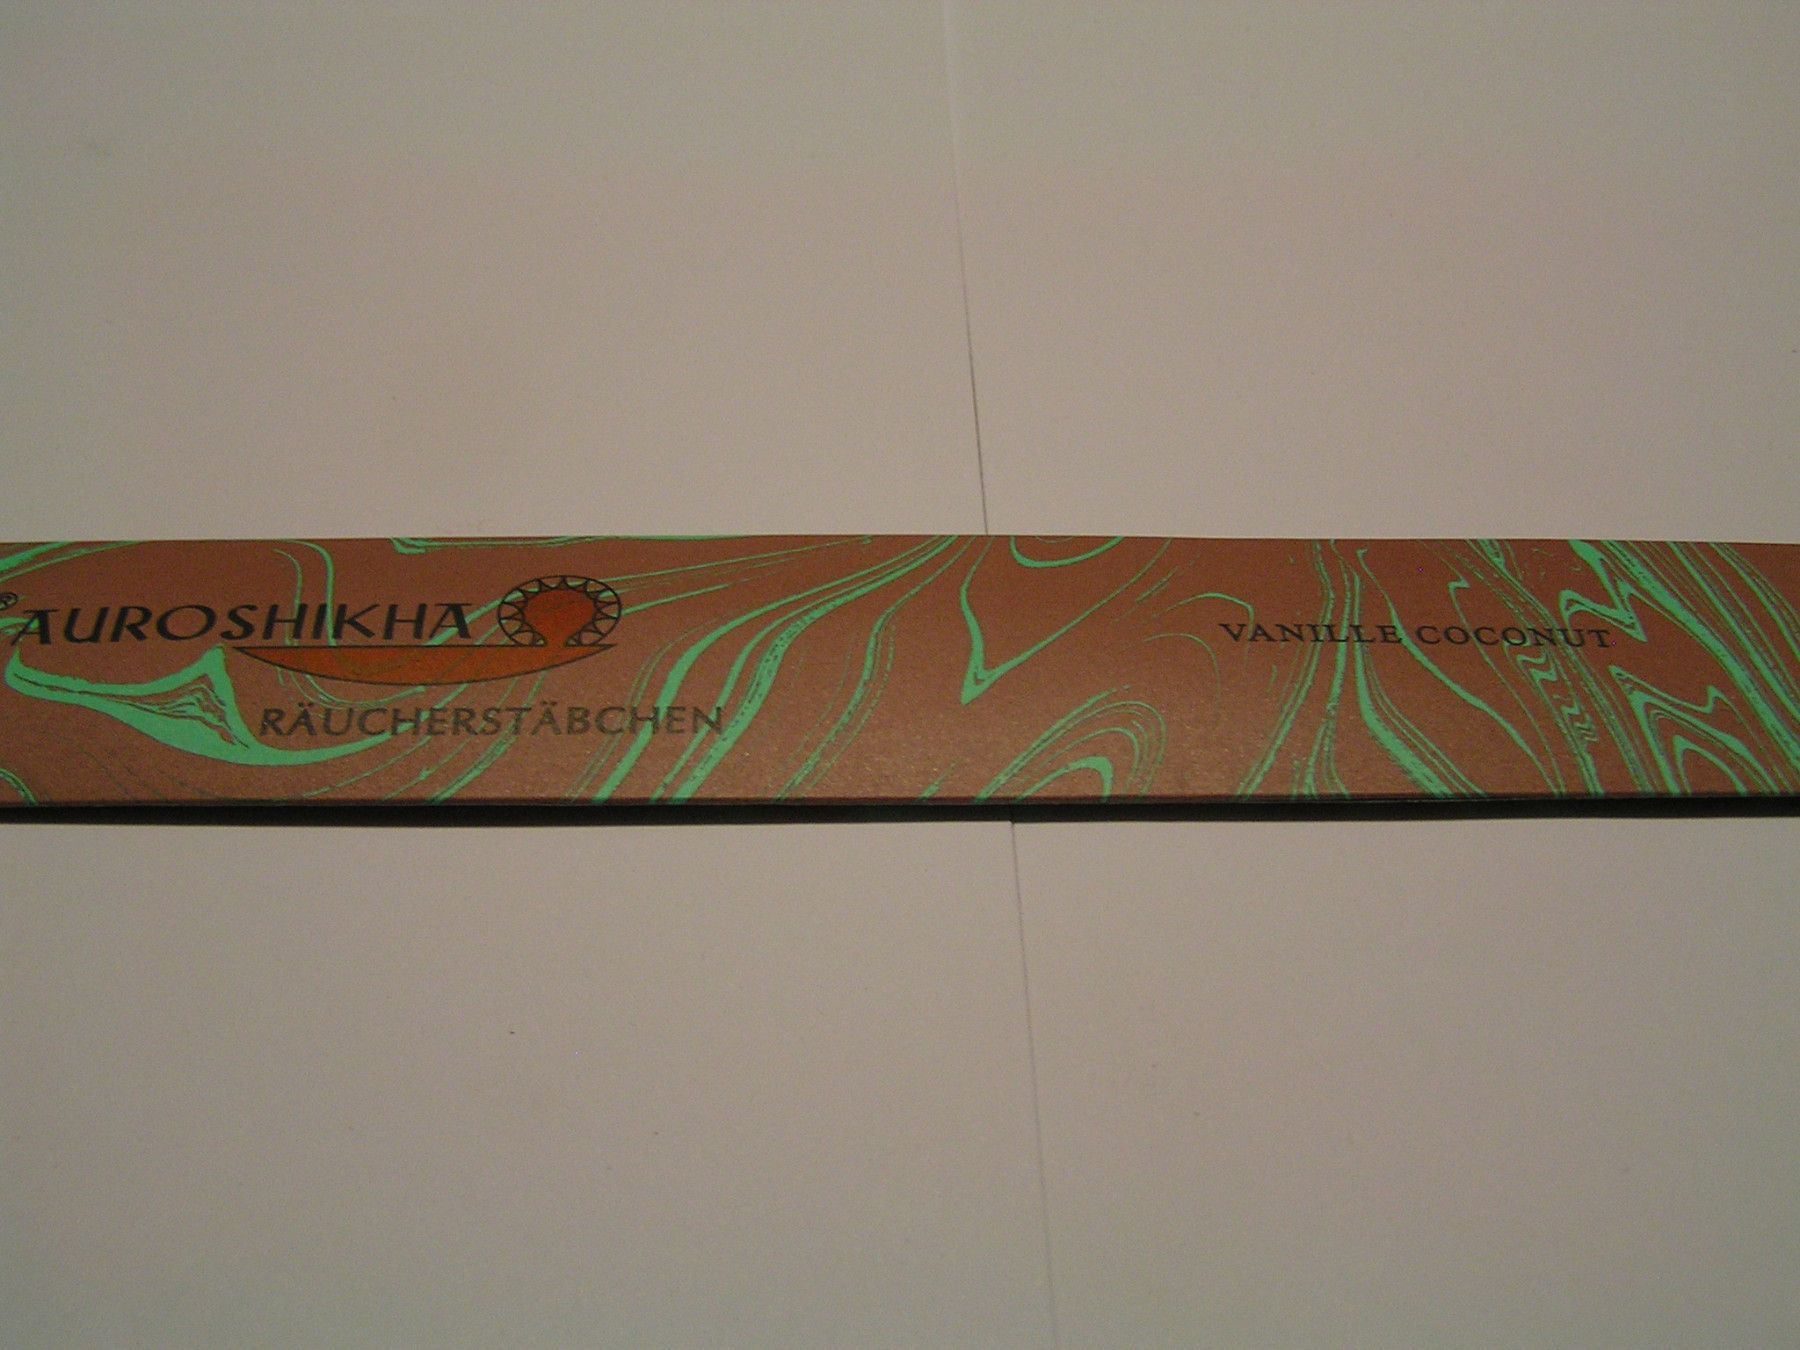 ® AUROSHIKHA
RÄUCHERSTÄBCHEN
VANILLE COCONUT